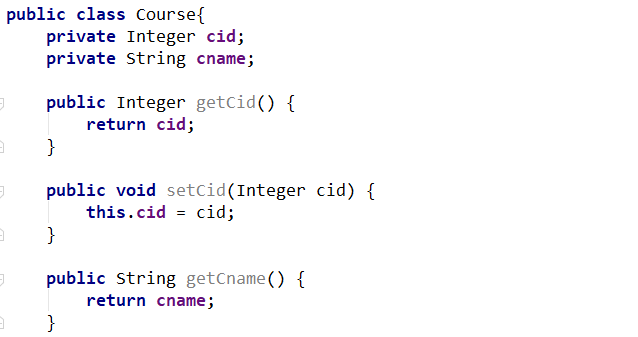 public class Course{
    private Integer cid;
    private String cname;
    public Integer getCid() {
        return cid;
    }
    public void setCid(Integer cid) {
        this.cid = cid;
    }
    public String getCname() {
        return cname;
    }